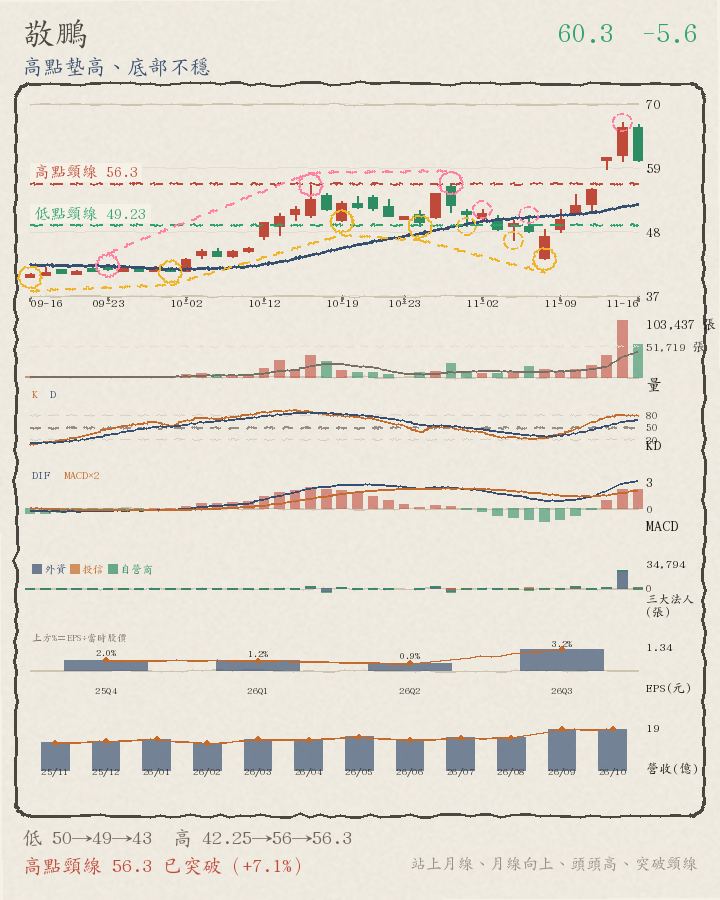 敬鵬
60.3 -5.6
高點墊高、底部不穩
70
高點頸線 56.3
59
低點頸線 49.23
48
37
09-16 09-23 10-02 10-12 10-19 10-23 11-02 11-09 11-16
103,437 張
51,719 張
量
K D
80
50
20
KD
DIF MACD×2
3
0
MACD
34,794
外資 投信 自營商
0
三大法人
(張)
上方%=EPS÷當時股價
2.0% 1.2% 0.9% 3.2%
1.34
25Q4 26Q1 26Q2 26Q3
EPS(元)
19
25/11 25/12 26/01 26/02 26/03 26/04 26/05 26/06 26/07 26/08 26/09 26/10
營收(億)
低 50→49→43 高 42.25→56→56.3
高點頸線 56.3 已突破 (+7.1%)
站上月線、月線向上、頭頭高、突破頸線